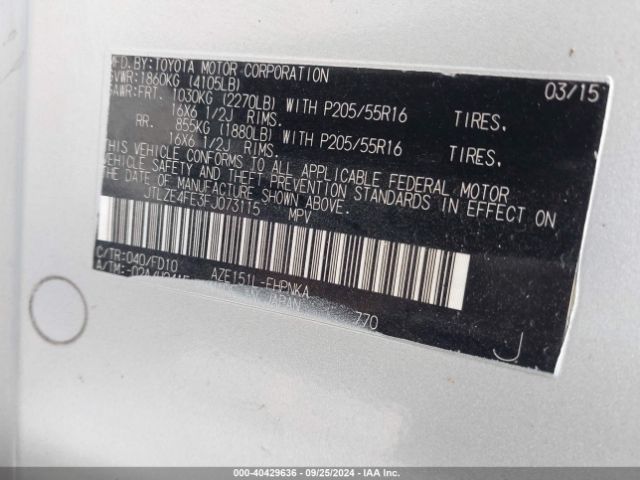 MFD.BY: TOYOTA MOTOR CORPORATION 03/15
GVWR: 1860KG (4105LB)
GAWR: FRT. 1030KG (2270LB) WITH P205/55R16 TIRES,
16X6 1/2J RIMS.
RR. 855KG (1880LB) WITH P205/55R16 TIRES,
16X6 1/2J RIMS.
THIS VEHICLE CONFORMS TO ALL APPLICABLE FEDERAL MOTOR
VEHICLE SAFETY AND THEFT PREVENTION STANDARDS IN EFFECT ON
THE DATE OF MANUFACTURE SHOWN ABOVE.
JTLZE4FE3FJ073115 MPV
C/TR: 040/FD10 AZE151L-FHPNKA
A/TM: JAPAN 770
J
000-40429636 - 09/25/2024 - IAA Inc.